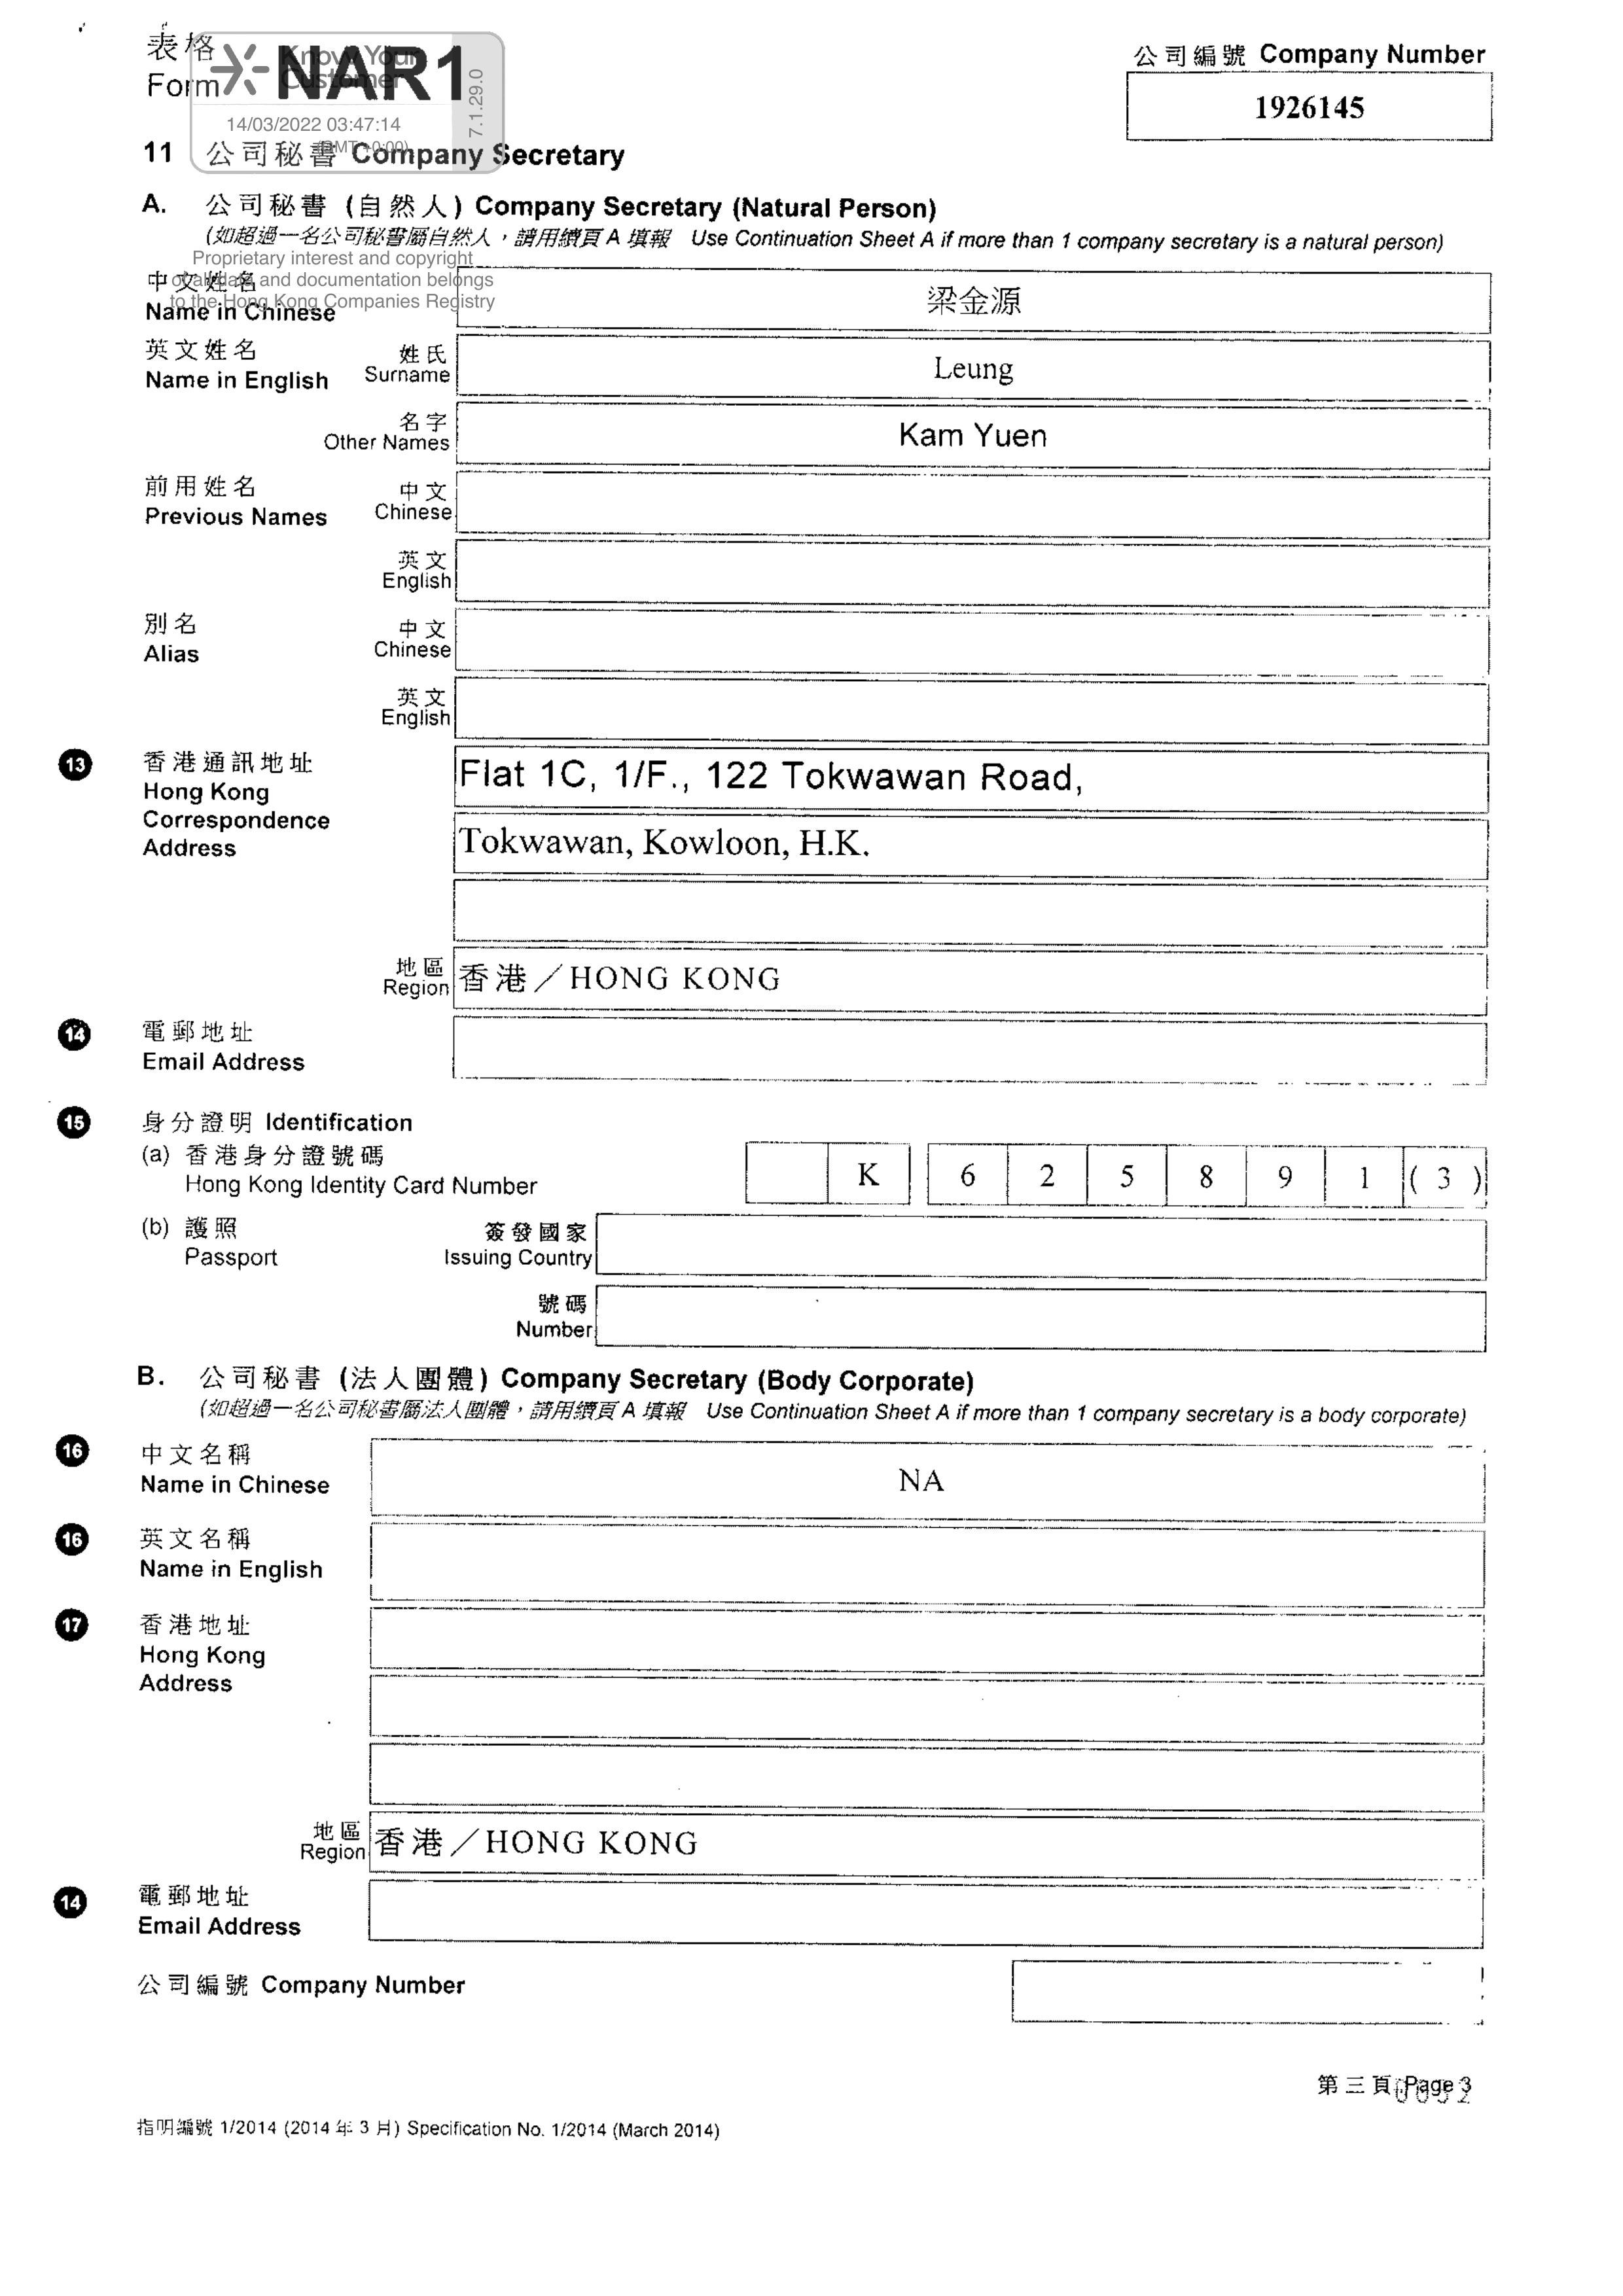 表格
Form NAR1
Know Your Customer
14/03/2022 03:47:14
(GMT+0:00)
7.1.29.0
公司編號 Company Number
1926145
11 公司秘書 Company Secretary
A. 公司秘書 (自然人) Company Secretary (Natural Person)
(如超過一名公司秘書屬自然人，請用續頁 A 填報 Use Continuation Sheet A if more than 1 company secretary is a natural person)
Proprietary interest and copyright
of all data and documentation belongs
to the Hong Kong Companies Registry
中文姓名
Name in Chinese
梁金源
英文姓名
Name in English
姓氏
Surname
Leung
名字
Other Names
Kam Yuen
前用姓名
Previous Names
中文
Chinese
英文
English
別名
Alias
中文
Chinese
英文
English
13 香港通訊地址
Hong Kong
Correspondence
Address
Flat 1C, 1/F., 122 Tokwawan Road,
Tokwawan, Kowloon, H.K.
地區
Region
香港／HONG KONG
14 電郵地址
Email Address
15 身分證明 Identification
(a) 香港身分證號碼
Hong Kong Identity Card Number
K 6 2 5 8 9 1 ( 3 )
(b) 護照
Passport
簽發國家
Issuing Country
號碼
Number
B. 公司秘書 (法人團體) Company Secretary (Body Corporate)
(如超過一名公司秘書屬法人團體，請用續頁 A 填報 Use Continuation Sheet A if more than 1 company secretary is a body corporate)
16 中文名稱
Name in Chinese
NA
16 英文名稱
Name in English
17 香港地址
Hong Kong
Address
地區
Region
香港／HONG KONG
14 電郵地址
Email Address
公司編號 Company Number
第三頁 Page 3
指明編號 1/2014 (2014 年 3 月) Specification No. 1/2014 (March 2014)